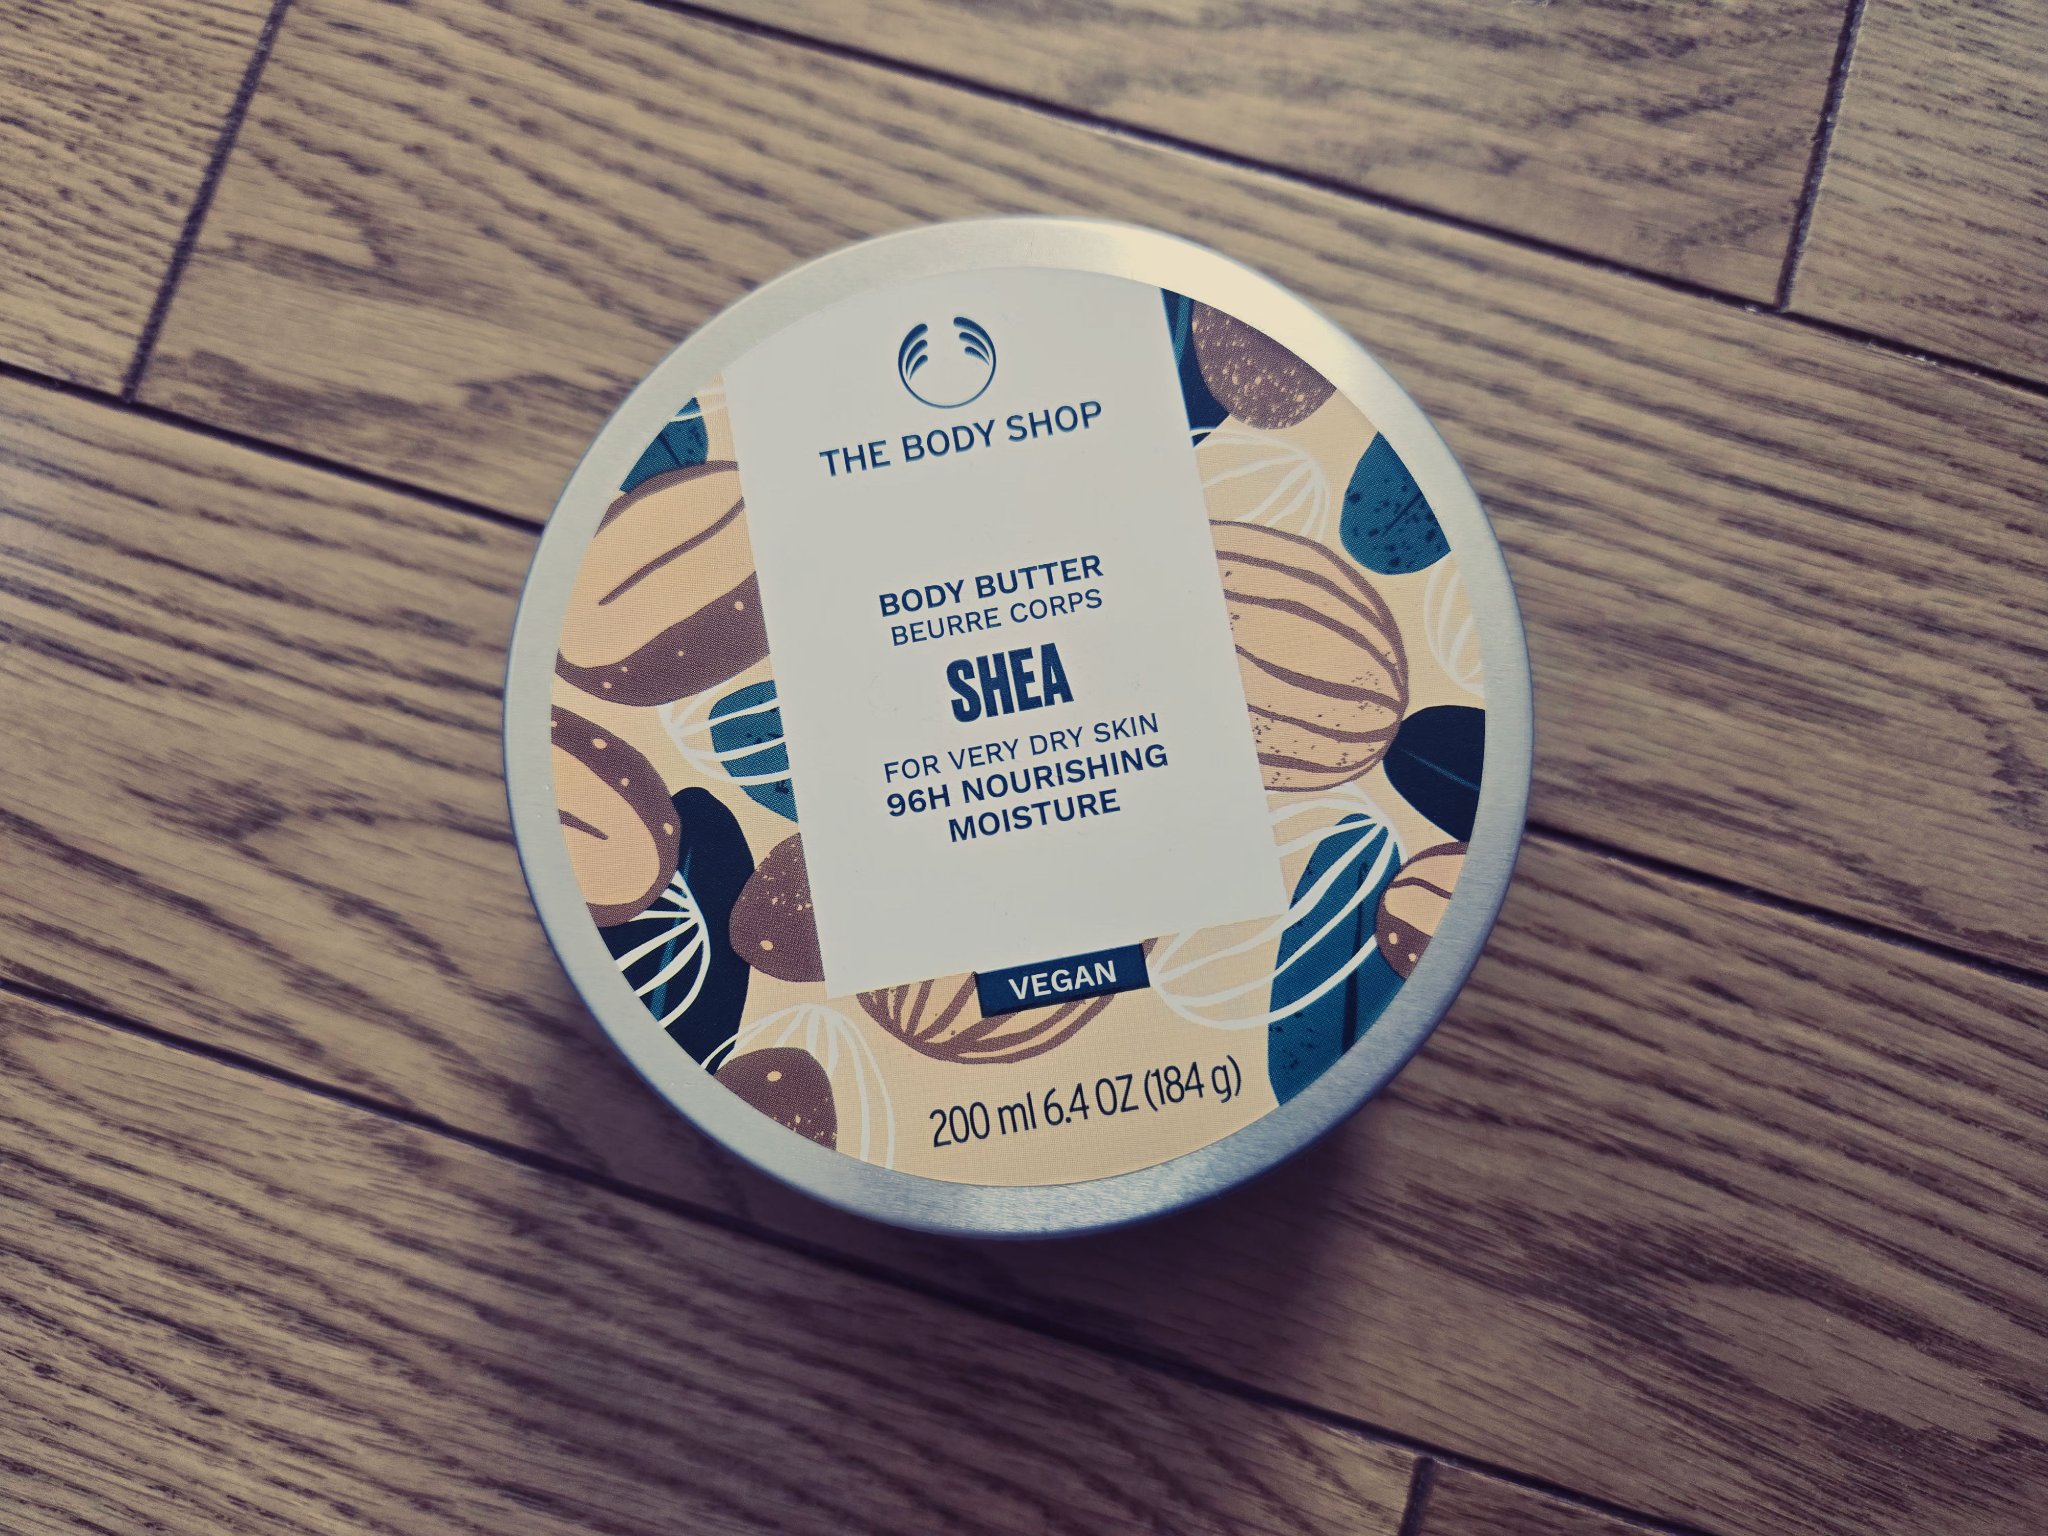 THE BODY SHOP
BODY BUTTER
BEURRE CORPS
SHEA
FOR VERY DRY SKIN
96H NOURISHING
MOISTURE
VEGAN
200 ml 6.4 OZ (184 g)